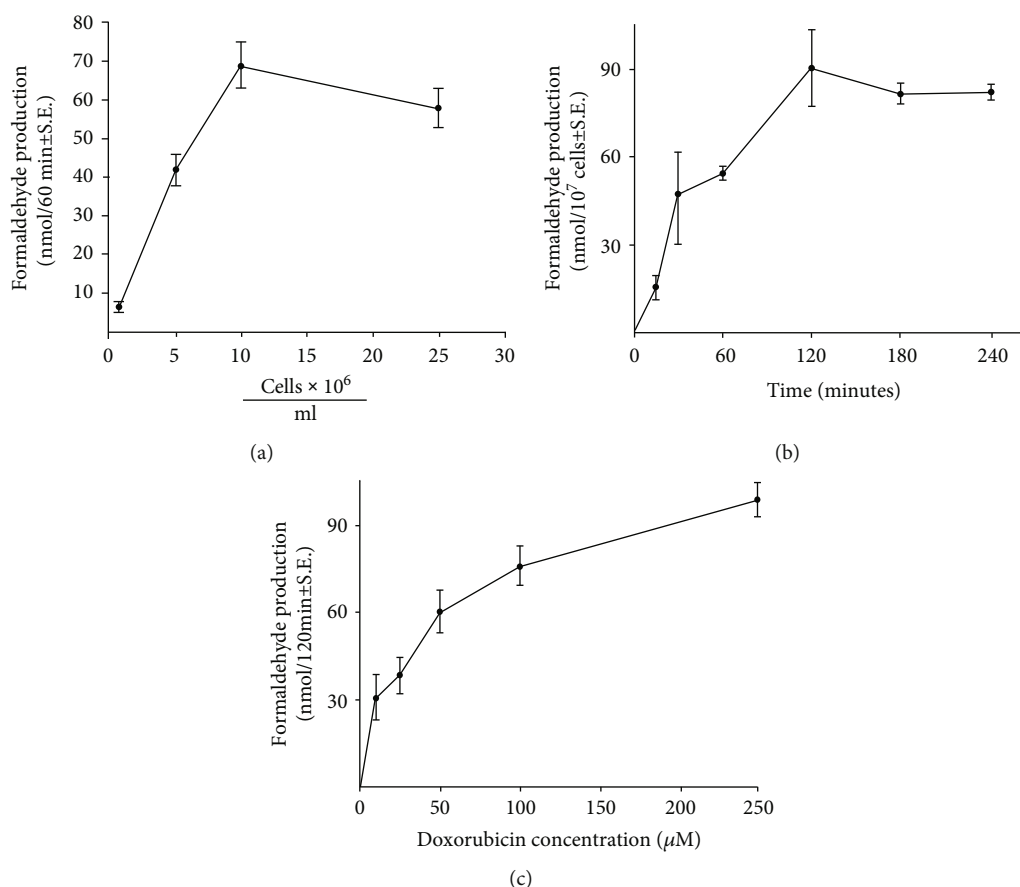 Formaldehyde production
(nmol/60 min±S.E.)
80
70
60
50
40
30
20
10
0
5
10
15
20
25
30
Cells × 10⁶
ml
(a)
Formaldehyde production
(nmol/10⁷ cells±S.E.)
90
60
30
0
60
120
180
240
Time (minutes)
(b)
Formaldehyde production
(nmol/120min±S.E.)
90
60
30
0
50
100
150
200
250
Doxorubicin concentration (μM)
(c)